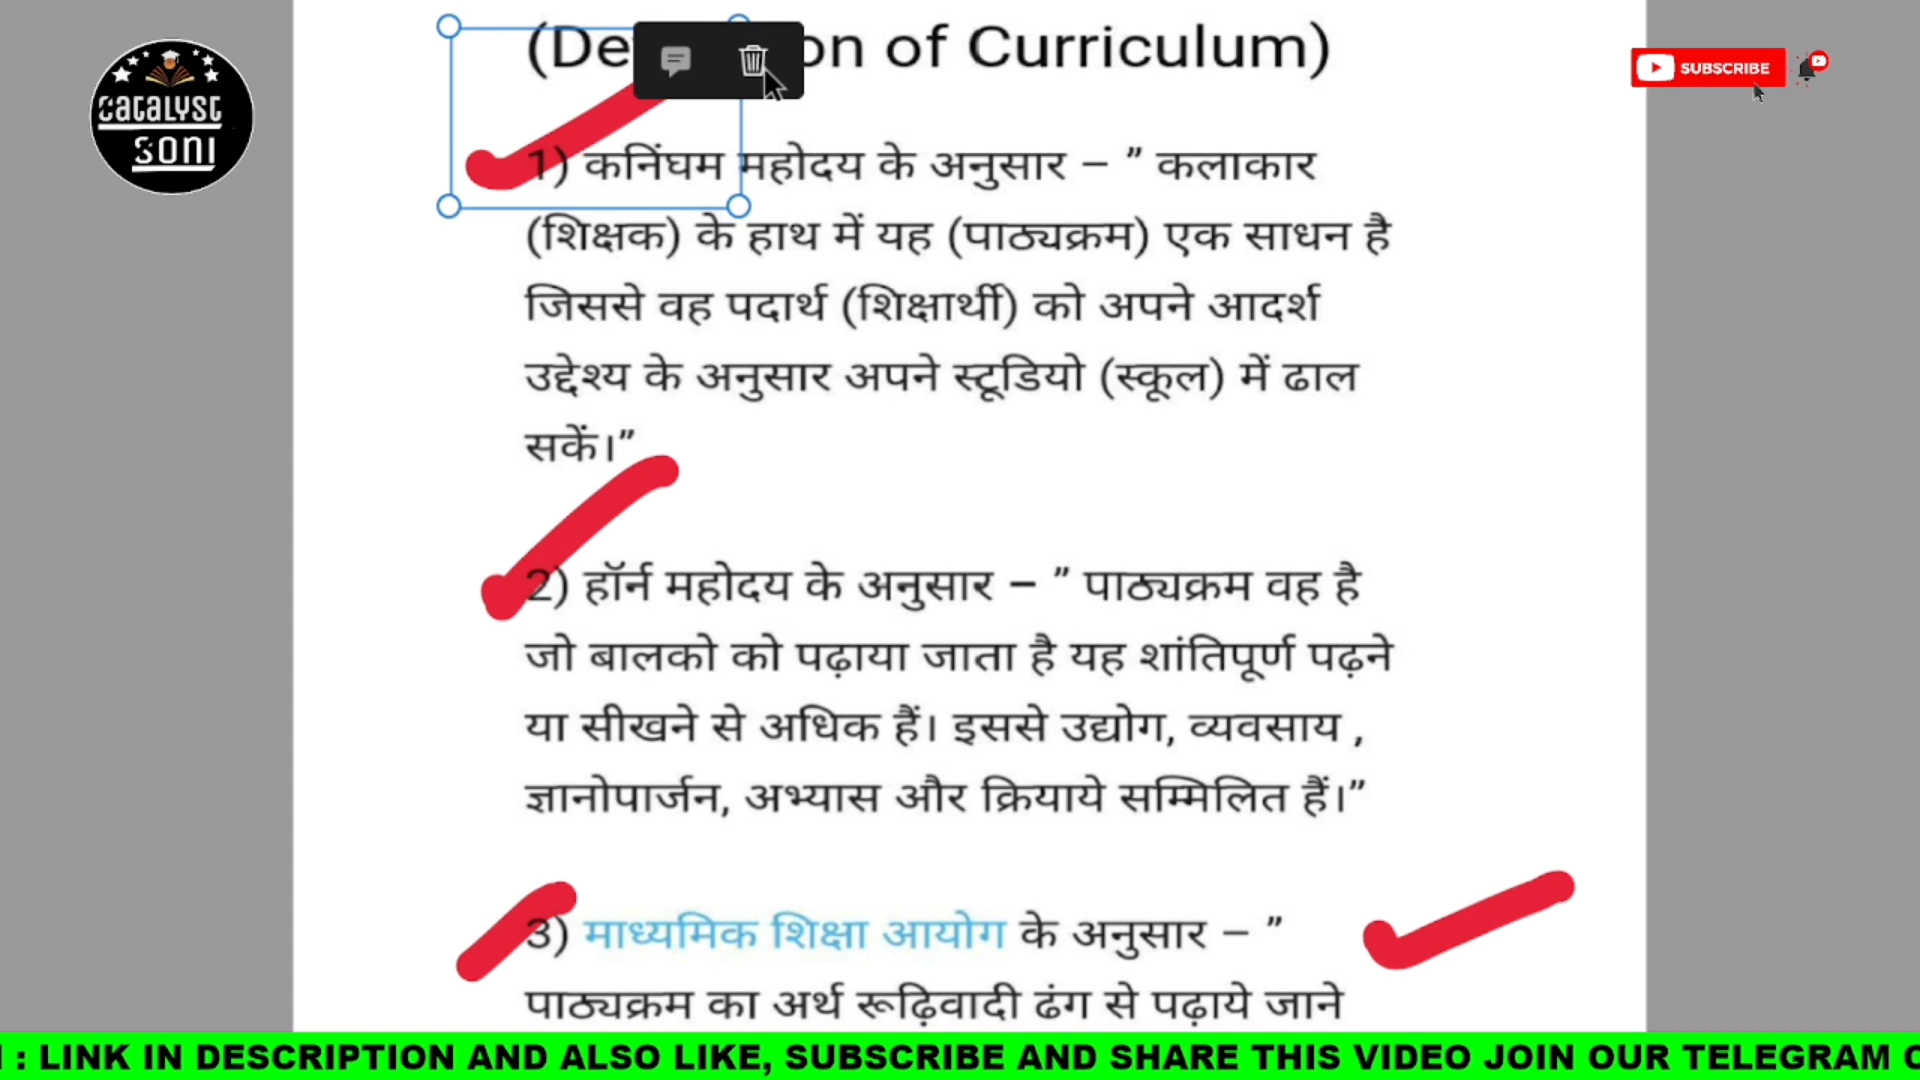 (De on of Curriculum)
CATALYST
SONI
SUBSCRIBE
1) कनिंघम महोदय के अनुसार – ” कलाकार
(शिक्षक) के हाथ में यह (पाठ्यक्रम) एक साधन है
जिससे वह पदार्थ (शिक्षार्थी) को अपने आदर्श
उद्देश्य के अनुसार अपने स्टूडियो (स्कूल) में ढाल
सकें।”
2) हॉर्न महोदय के अनुसार – ” पाठ्यक्रम वह है
जो बालको को पढ़ाया जाता है यह शांतिपूर्ण पढ़ने
या सीखने से अधिक हैं। इससे उद्योग, व्यवसाय ,
ज्ञानोपार्जन, अभ्यास और क्रियाये सम्मिलित हैं।”
3) माध्यमिक शिक्षा आयोग के अनुसार – ”
पाठ्यक्रम का अर्थ रूढ़िवादी ढंग से पढ़ाये जाने
: LINK IN DESCRIPTION AND ALSO LIKE, SUBSCRIBE AND SHARE THIS VIDEO JOIN OUR TELEGRAM